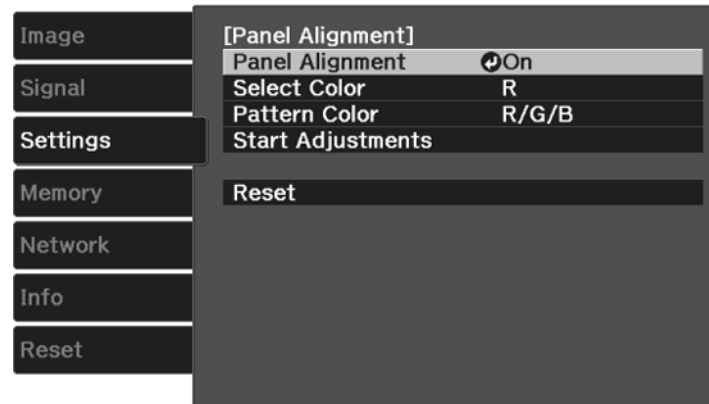 Image
Signal
Settings
Memory
Network
Info
Reset
[Panel Alignment]
Panel Alignment On
Select Color R
Pattern Color R/G/B
Start Adjustments
Reset